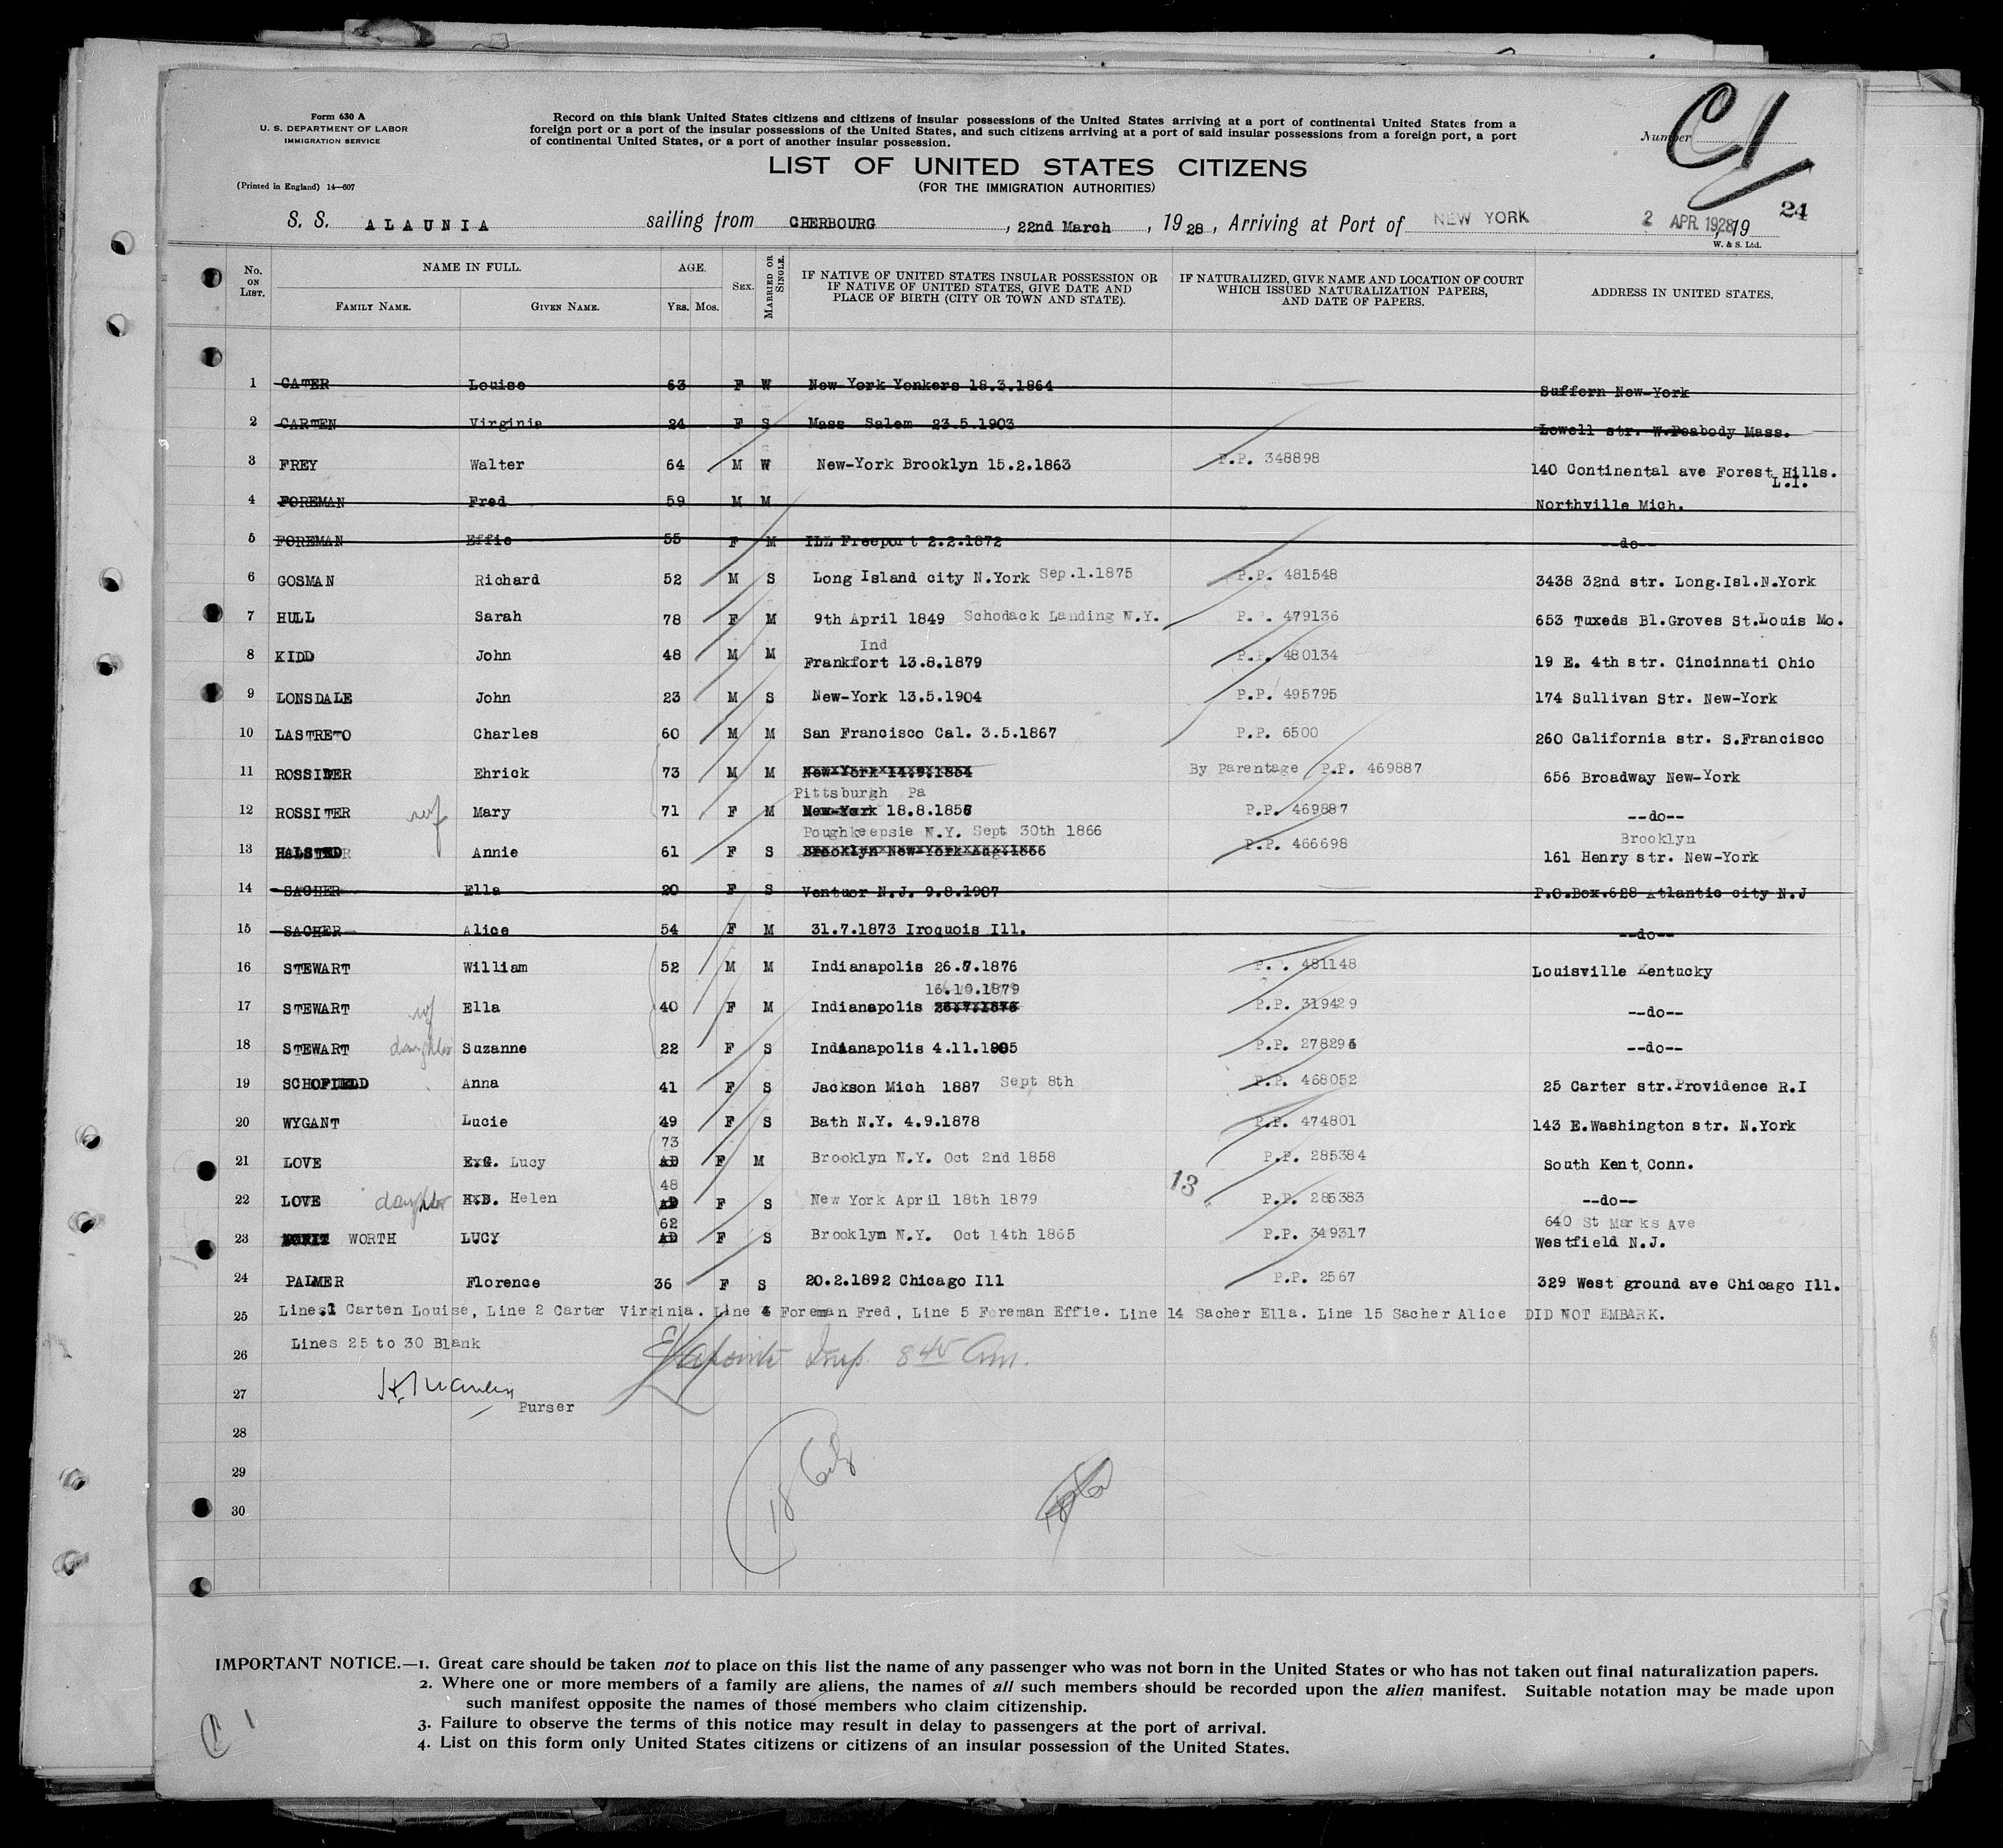 Form 630 A
U. S. DEPARTMENT OF LABOR
IMMIGRATION SERVICE
(Printed in England) 14—607
Record on this blank United States citizens and citizens of insular possessions of the United States arriving at a port of continental United States from a
foreign port or a port of the insular possessions of the United States, and such citizens arriving at a port of said insular possessions from a foreign port, a port
of continental United States, or a port of another insular possession.
Number C1
LIST OF UNITED STATES CITIZENS
(FOR THE IMMIGRATION AUTHORITIES)
24
S. S. ALAUNIA sailing from CHERBOURG, 22nd March, 1928, Arriving at Port of NEW YORK 2 APR. 1928, 19
W. & S. Ltd.
No. ON LIST. NAME IN FULL. AGE. SEX. MARRIED OR SINGLE. IF NATIVE OF UNITED STATES INSULAR POSSESSION OR IF NATIVE OF UNITED STATES, GIVE DATE AND PLACE OF BIRTH (CITY OR TOWN AND STATE). IF NATURALIZED, GIVE NAME AND LOCATION OF COURT WHICH ISSUED NATURALIZATION PAPERS, AND DATE OF PAPERS. ADDRESS IN UNITED STATES.
FAMILY NAME. GIVEN NAME. YRS. MOS.
1 CATER Louise 63 F W New-York Yonkers 18.3.1864 Suffern New-York
2 CARTEN Virginia 24 F S Mass Salem 23.5.1903 Lowell str. W.Peabody Mass.
3 FREY Walter 64 M W New-York Brooklyn 15.2.1863 P.P. 348898 140 Continental ave Forest Hills.
L.I.
4 FOREMAN Fred 59 M M Northville Mich.
5 FOREMAN Effie 55 F M ILL Freeport 2.2.1872 --do--
6 GOSMAN Richard 52 M S Long Island city N.York Sep.1.1875 P.P. 481548 3438 32nd str. Long.Isl.N.York
7 HULL Sarah 78 F M 9th April 1849 Schodack Landing N.Y. P.P. 479136 653 Tuxeds Bl.Groves St.Louis Mo.
Ind
8 KIDD John 48 M M Frankfort 13.8.1879 P.P. 480134 19 E. 4th str. Cincinnati Ohio
9 LONSDALE John 23 M S New-York 13.5.1904 P.P. 495795 174 Sullivan Str. New-York
10 LASTRETO Charles 60 M M San Francisco Cal. 3.5.1867 P.P. 6500 260 California str. S.Francisco
11 ROSSITER Ehrick 73 M M New-York 14.9.1854 By Parentage P.P. 469887 656 Broadway New-York
Pittsburgh Pa
12 ROSSITER wf Mary 71 F M New-York 18.8.1856 P.P. 469887 --do--
Poughkeepsie N.Y. Sept 30th 1866 Brooklyn
13 HALSTED Annie 61 F S Brooklyn New-York Aug 1866 P.P. 466698 161 Henry str. New-York
14 SACHER Ella 20 F S Ventuor N.J. 9.8.1907 P.O.Box.628 Atlantic city N.J
15 SACHER Alice 54 F M 31.7.1873 Iroquois Ill. --do--
16 STEWART William 52 M M Indianapolis 26.7.1876 P.P. 481148 Louisville Kentucky
16.10.1879
17 STEWART wf Ella 40 F M Indianapolis 26.7.1876 P.P. 319429 --do--
18 STEWART daughter Suzanne 22 F S Indianapolis 4.11.1905 P.P. 278296 --do--
19 SCHOFIELD Anna 41 F S Jackson Mich 1887 Sept 8th P.P. 468052 25 Carter str.Providence R.I
20 WYGANT Lucie 49 F S Bath N.Y. 4.9.1878 P.P. 474801 143 E.Washington str. N.York
73
21 LOVE E.G. Lucy AD F M Brooklyn N.Y. Oct 2nd 1858 P.P. 285384 South Kent Conn.
48 13
22 LOVE daughter H.D. Helen AD F S New York April 18th 1879 P.P. 285383 --do--
62 640 St Marks Ave
23 WORTH LUCY AD F S Brooklyn N.Y. Oct 14th 1865 P.P. 349317 Westfield N.J.
24 PALMER Florence 36 F S 20.2.1892 Chicago Ill P.P. 2567 329 West ground ave Chicago Ill.
25 Lines1 Carten Louise, Line 2 Carter Virginia. Line 4 Foreman Fred, Line 5 Foreman Effie. Line 14 Sacher Ella. Line 15 Sacher Alice DID NOT EMBARK.
Lines 25 to 30 Blank
26 Insp. 8 45 Am.
27
Purser
28
29
30
IMPORTANT NOTICE.—1. Great care should be taken not to place on this list the name of any passenger who was not born in the United States or who has not taken out final naturalization papers.
2. Where one or more members of a family are aliens, the names of all such members should be recorded upon the alien manifest. Suitable notation may be made upon
such manifest opposite the names of those members who claim citizenship.
3. Failure to observe the terms of this notice may result in delay to passengers at the port of arrival.
4. List on this form only United States citizens or citizens of an insular possession of the United States.
C 1